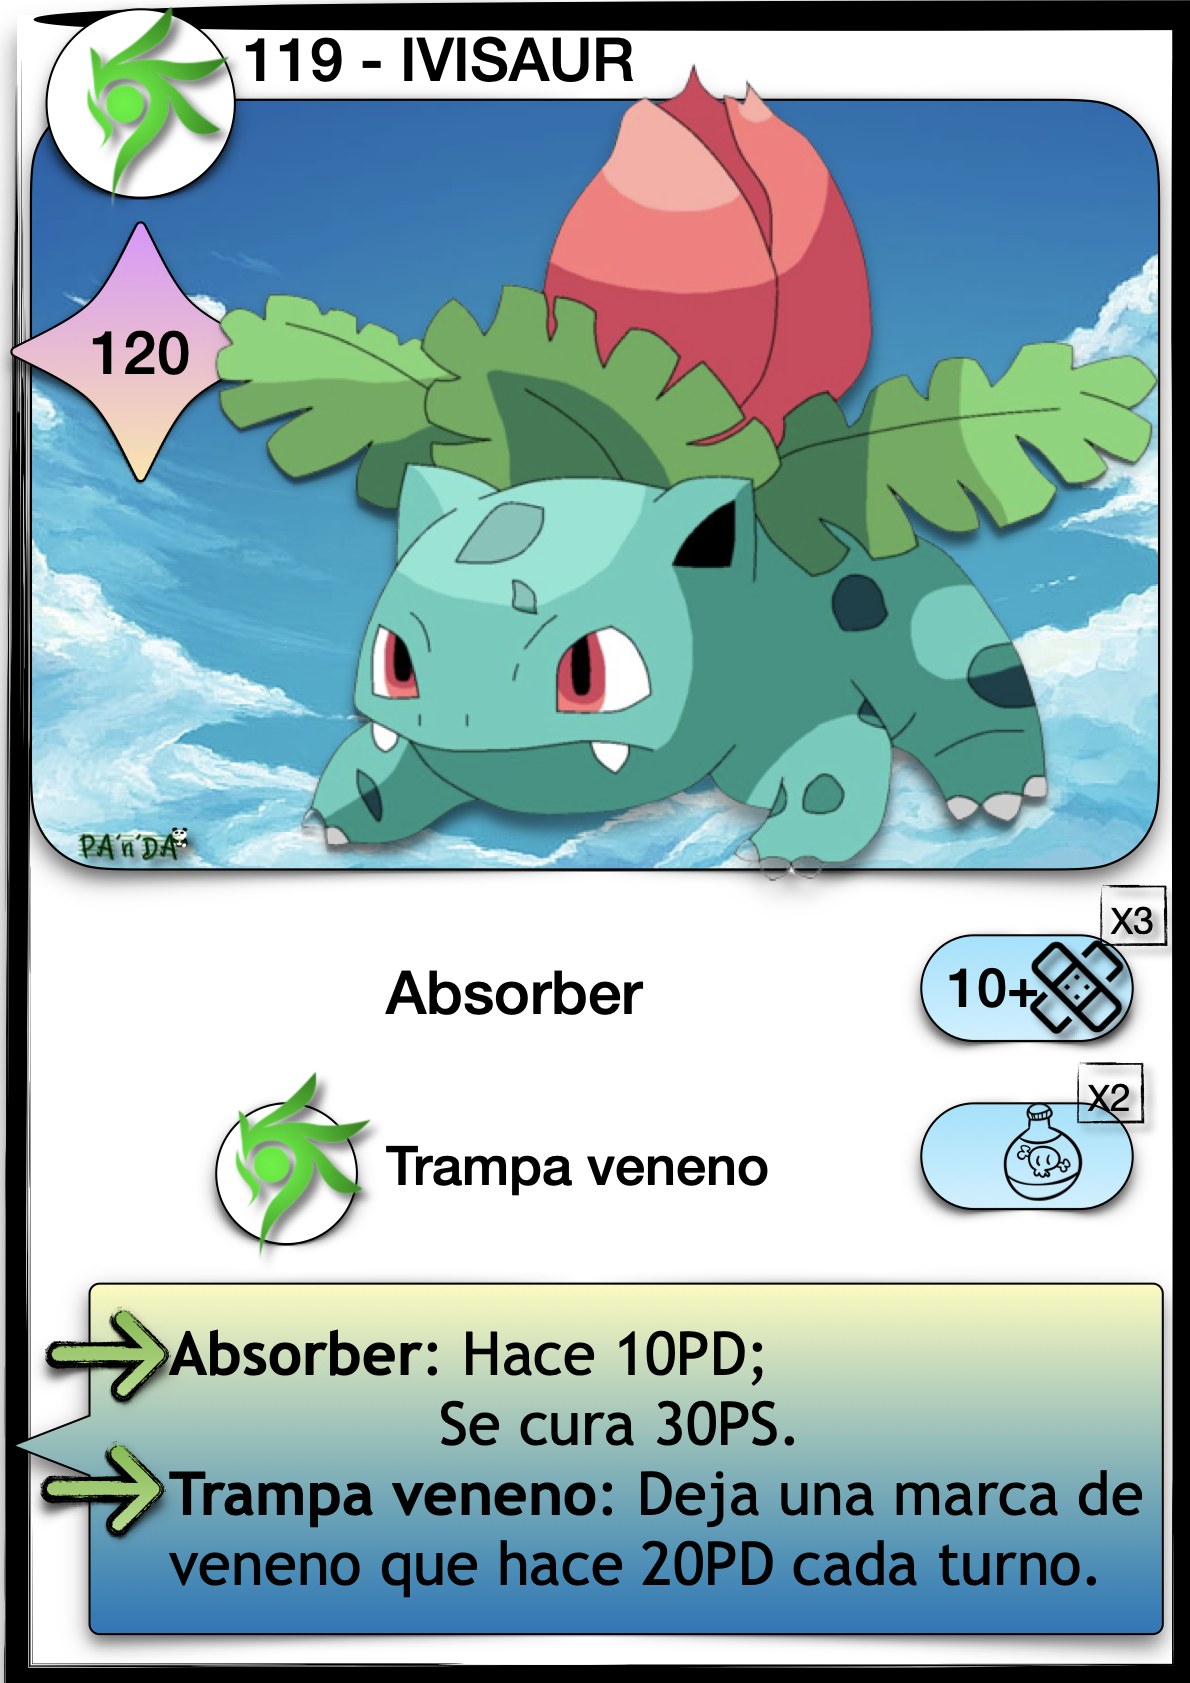 119 - IVISAUR
120
PA'n'DA
X3
Absorber
10+
X2
Trampa veneno
Absorber: Hace 10PD;
Se cura 30PS.
Trampa veneno: Deja una marca de
veneno que hace 20PD cada turno.